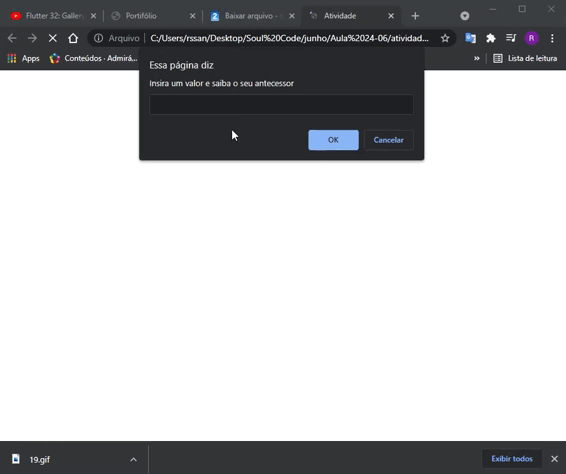 Flutter 32: Galler
Portifólio
Baixar arquivo -
Atividade
Arquivo
C:/Users/rssan/Desktop/Soul%20Code/junho/Aula%2024-06/atividad...
R
Apps
Conteúdos · Admirá...
»
Lista de leitura
Essa página diz
Insira um valor e saiba o seu antecessor
OK
Cancelar
19.gif
Exibir todos